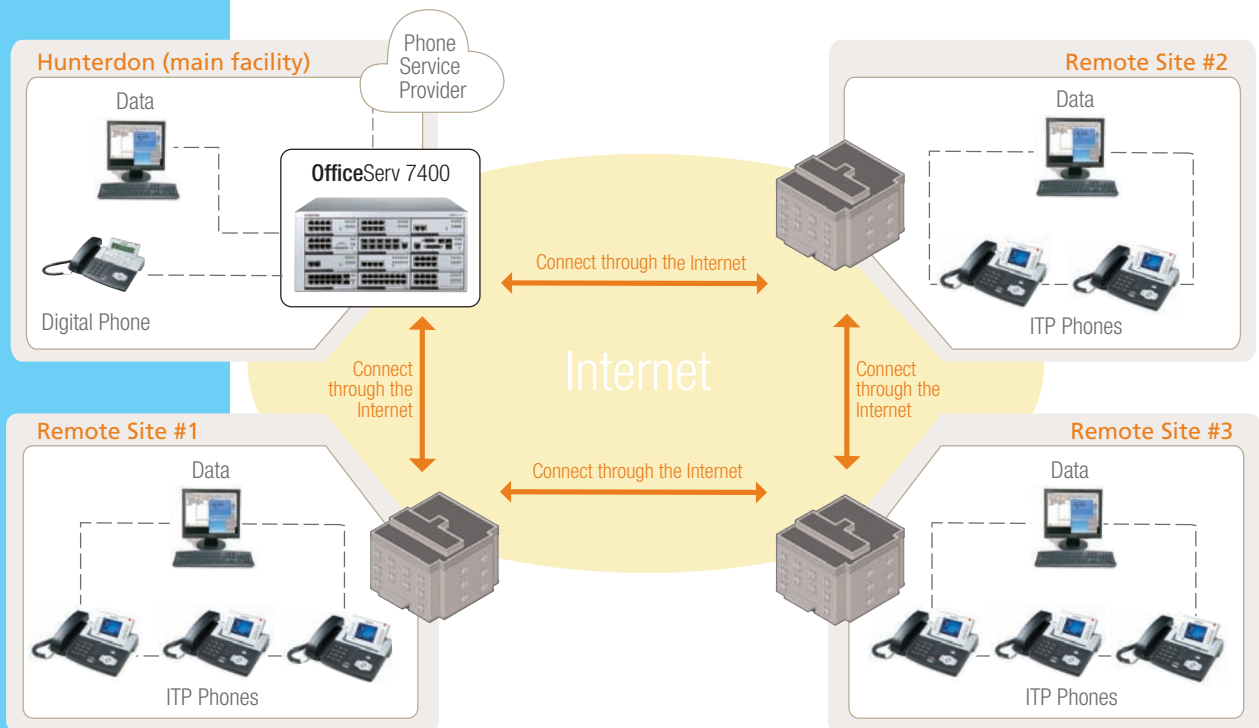 Hunterdon (main facility)
Data
Digital Phone
Phone
Service
Provider
OfficeServ 7400
Remote Site #2
Data
ITP Phones
Connect through the Internet
Connect
through the
Internet
Internet
Connect
through the
Internet
Connect through the Internet
Remote Site #1
Data
ITP Phones
Remote Site #3
Data
ITP Phones